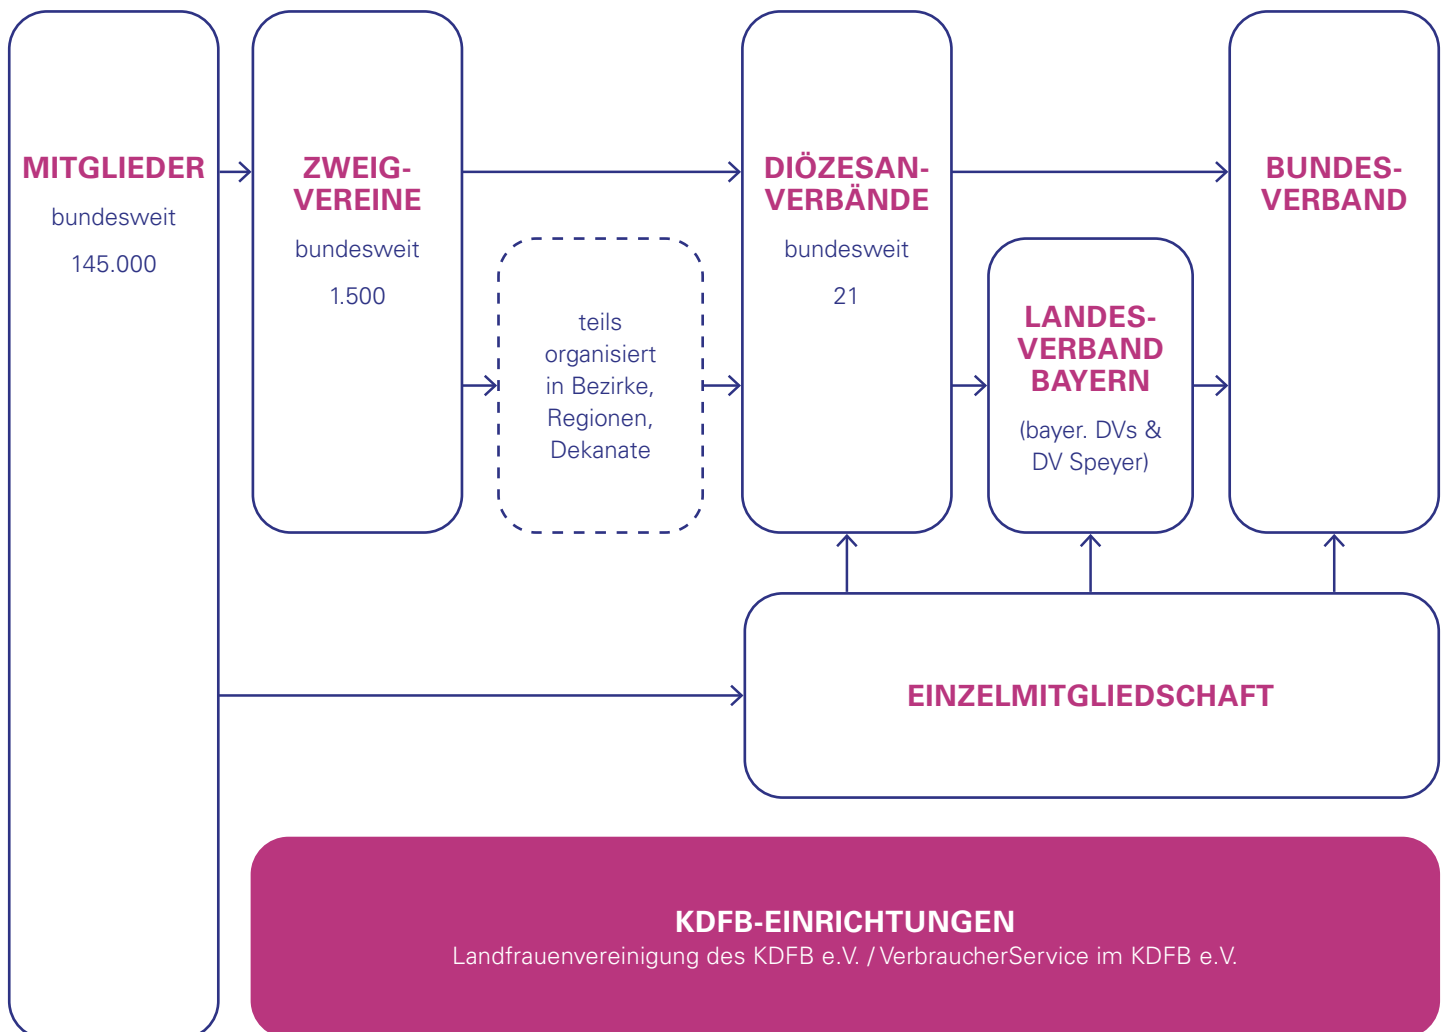 MITGLIEDER
bundesweit
145.000
ZWEIG-
VEREINE
bundesweit
1.500
teils
organisiert
in Bezirke,
Regionen,
Dekanate
DIÖZESAN-
VERBÄNDE
bundesweit
21
LANDES-
VERBAND
BAYERN
(bayer. DVs &
DV Speyer)
BUNDES-
VERBAND
EINZELMITGLIEDSCHAFT
KDFB-EINRICHTUNGEN
Landfrauenvereinigung des KDFB e.V. / VerbraucherService im KDFB e.V.